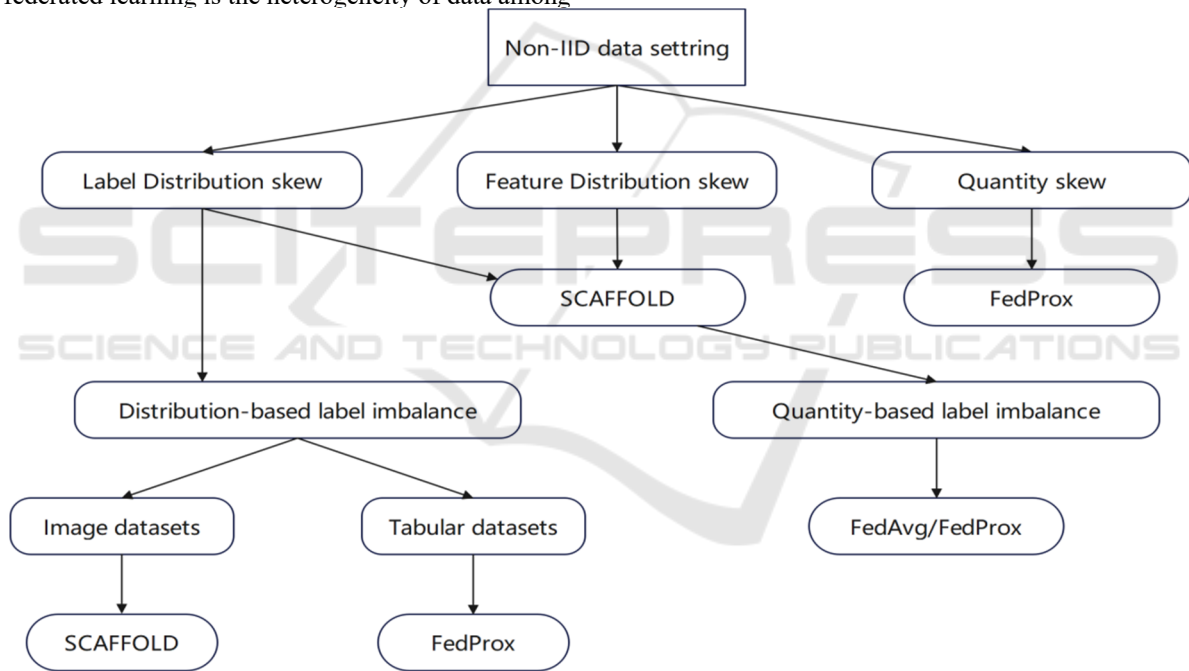 federated learning is the heterogeneity of data among
Non-IID data settring
Label Distribution skew
Feature Distribution skew
Quantity skew
SCITEPRESS
SCAFFOLD
FedProx
SCIENCE AND TECHNOLOGY PUBLICATIONS
Distribution-based label imbalance
Quantity-based label imbalance
Image datasets
Tabular datasets
FedAvg/FedProx
SCAFFOLD
FedProx